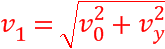 v₁ = √(v₀² + v_y²)